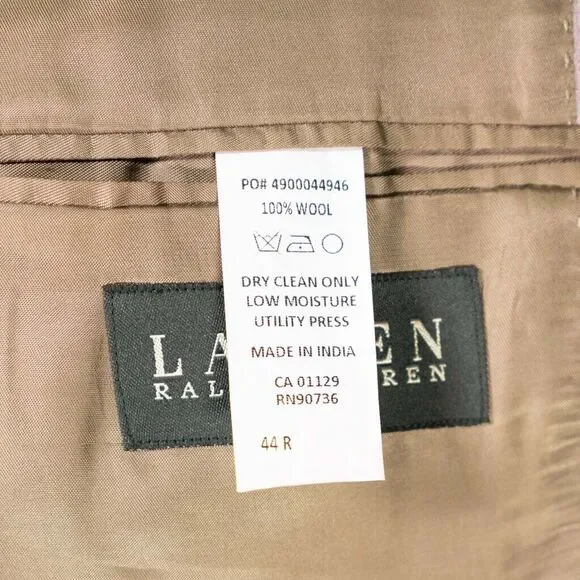 PO# 4900044946
100% WOOL
DRY CLEAN ONLY
LOW MOISTURE
UTILITY PRESS
MADE IN INDIA
CA 01129
RN90736
44 R